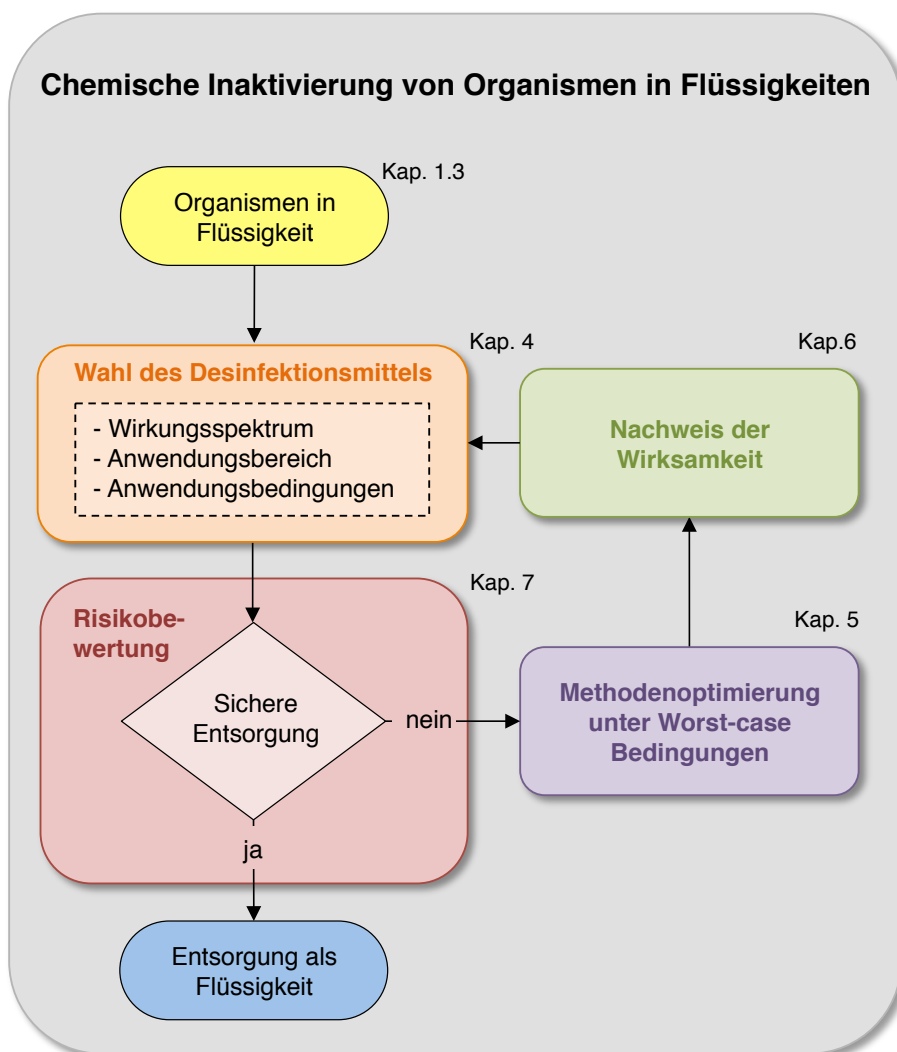 Chemische Inaktivierung von Organismen in Flüssigkeiten
Kap. 1.3
Organismen in
Flüssigkeit
Kap. 4
Wahl des Desinfektionsmittels
- Wirkungsspektrum
- Anwendungsbereich
- Anwendungsbedingungen
Kap.6
Nachweis der
Wirksamkeit
Kap. 7
Risikobe-
wertung
Sichere
Entsorgung
nein
ja
Kap. 5
Methodenoptimierung
unter Worst-case
Bedingungen
Entsorgung als
Flüssigkeit